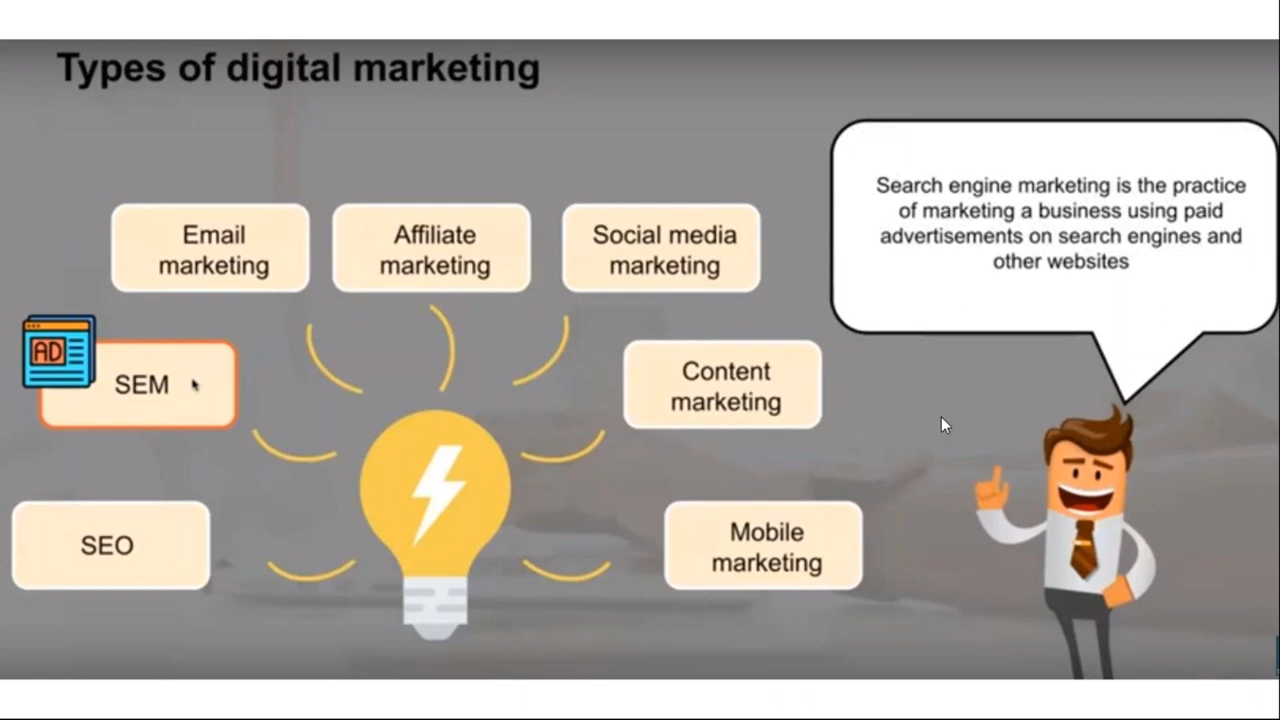 Types of digital marketing
Email
marketing
Affiliate
marketing
Social media
marketing
Search engine marketing is the practice
of marketing a business using paid
advertisements on search engines and
other websites
AD
SEM
Content
marketing
SEO
Mobile
marketing